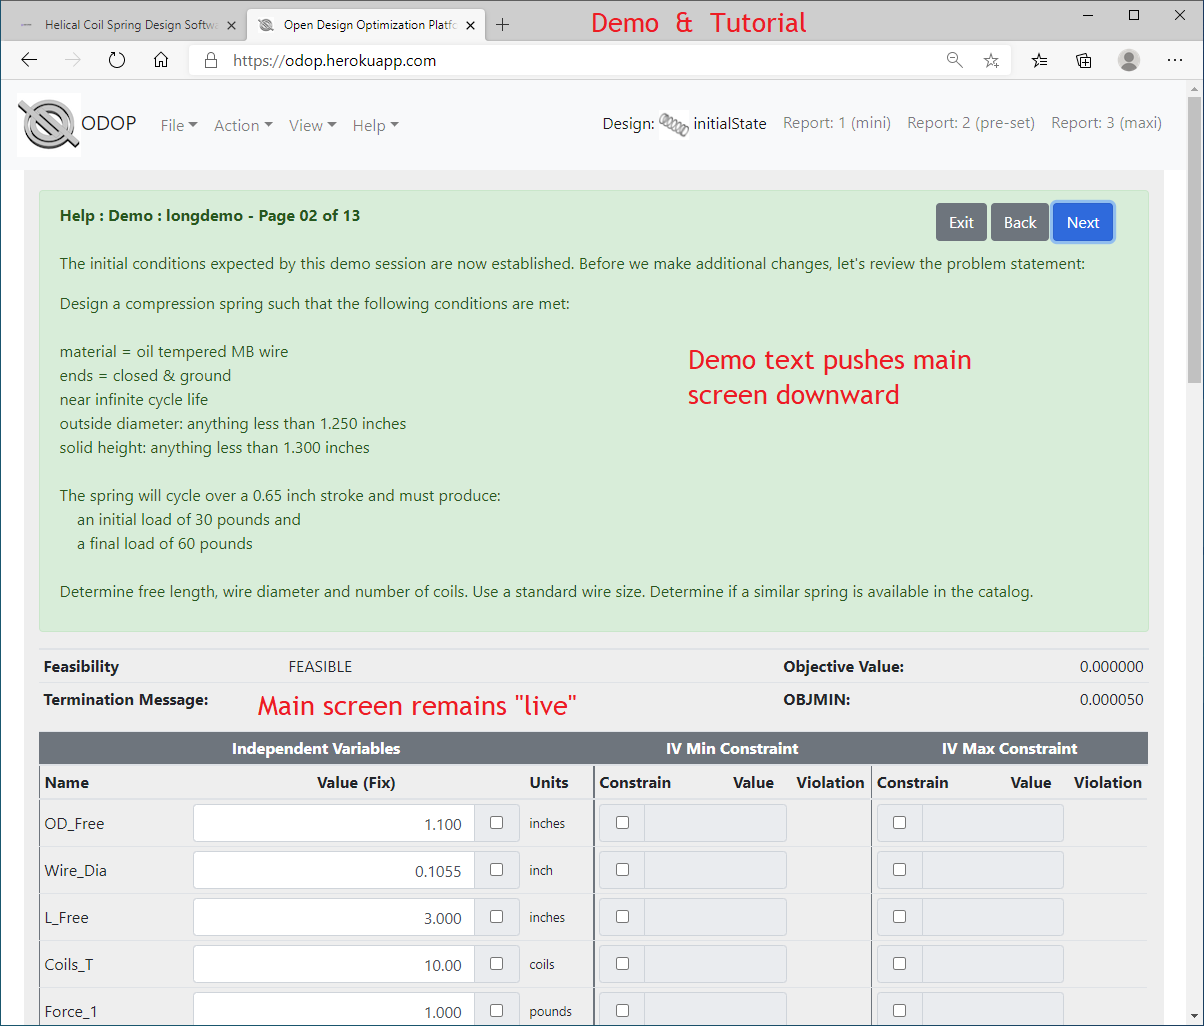 Helical Coil Spring Design Softwa
Open Design Optimization Platfo
Demo & Tutorial
https://odop.herokuapp.com
ODOP File Action View Help Design: initialState Report: 1 (mini) Report: 2 (pre-set) Report: 3 (maxi)
Help : Demo : longdemo - Page 02 of 13
Exit Back Next
The initial conditions expected by this demo session are now established. Before we make additional changes, let's review the problem statement:
Design a compression spring such that the following conditions are met:
material = oil tempered MB wire
ends = closed & ground
near infinite cycle life
outside diameter: anything less than 1.250 inches
solid height: anything less than 1.300 inches
Demo text pushes main
screen downward
The spring will cycle over a 0.65 inch stroke and must produce:
an initial load of 30 pounds and
a final load of 60 pounds
Determine free length, wire diameter and number of coils. Use a standard wire size. Determine if a similar spring is available in the catalog.
Feasibility FEASIBLE Objective Value: 0.000000
Termination Message: OBJMIN: 0.000050
Main screen remains "live"
Independent Variables IV Min Constraint IV Max Constraint
Name Value (Fix) Units Constrain Value Violation Constrain Value Violation
OD_Free 1.100 inches
Wire_Dia 0.1055 inch
L_Free 3.000 inches
Coils_T 10.00 coils
Force_1 1.000 pounds